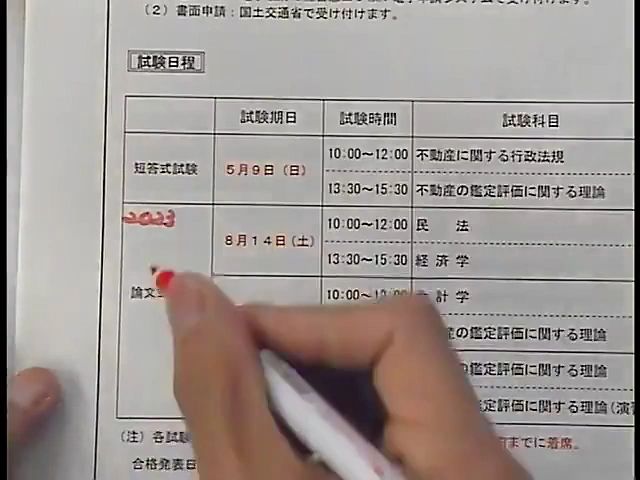 （２）書面申請：国土交通省で受け付けます。
試験日程
試験期日 試験時間 試験科目
短答式試験 ５月９日（日） 10:00～12:00 不動産に関する行政法規
13:30～15:30 不動産の鑑定評価に関する理論
2023
８月１４日（土） 10:00～12:00 民　法
13:30～15:30 経済学
論文 10:00～12:00 計学
の鑑定評価に関する理論
の鑑定評価に関する理論
定評価に関する理論（演
（注）各試験 までに着席。
合格発表日